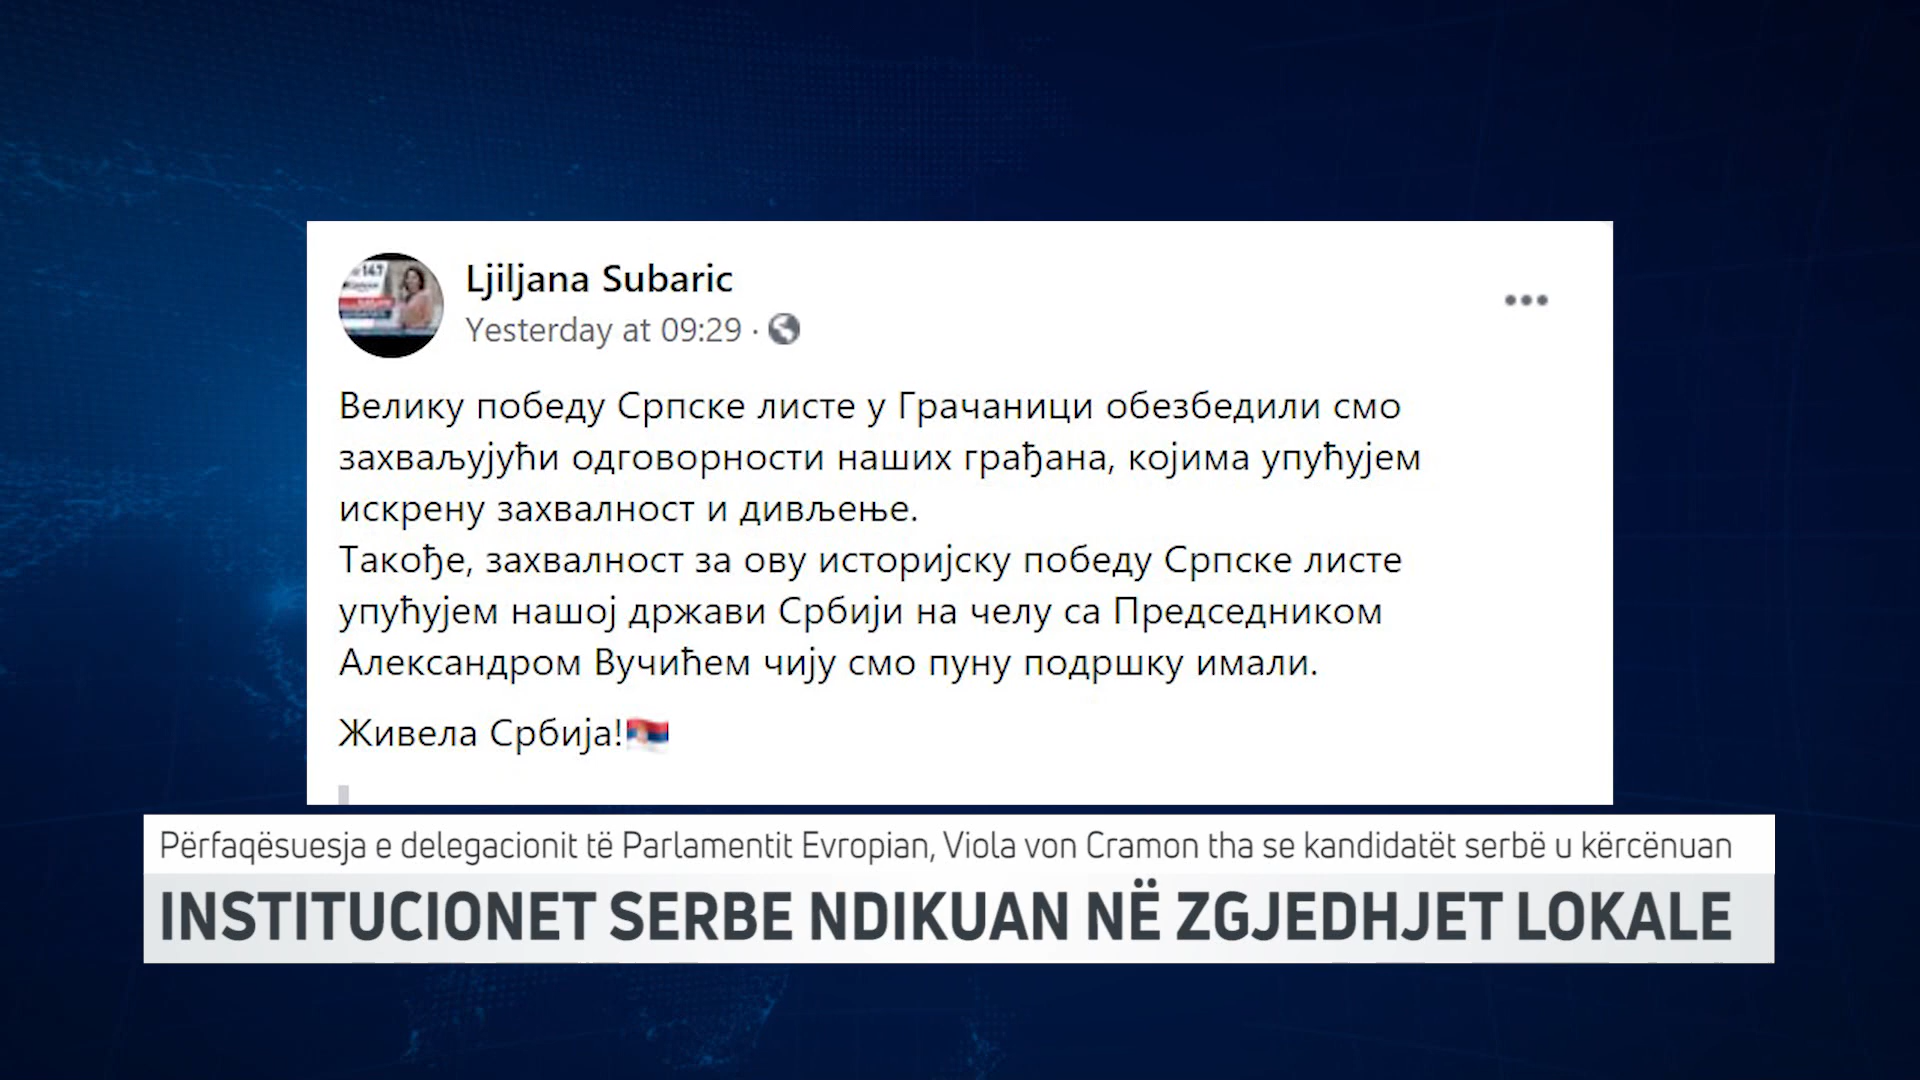 147
Ljiljana Subaric
Yesterday at 09:29 ·
Велику победу Српске листе у Грачаници обезбедили смо
захваљујући одговорности наших грађана, којима упућујем
искрену захвалност и дивљење.
Такође, захвалност за ову историјску победу Српске листе
упућујем нашој држави Србији на челу са Председником
Александром Вучићем чију смо пуну подршку имали.
Живела Србија!
Përfaqësuesja e delegacionit të Parlamentit Evropian, Viola von Cramon tha se kandidatët serbë u kërcënuan
INSTITUCIONET SERBE NDIKUAN NË ZGJEDHJET LOKALE